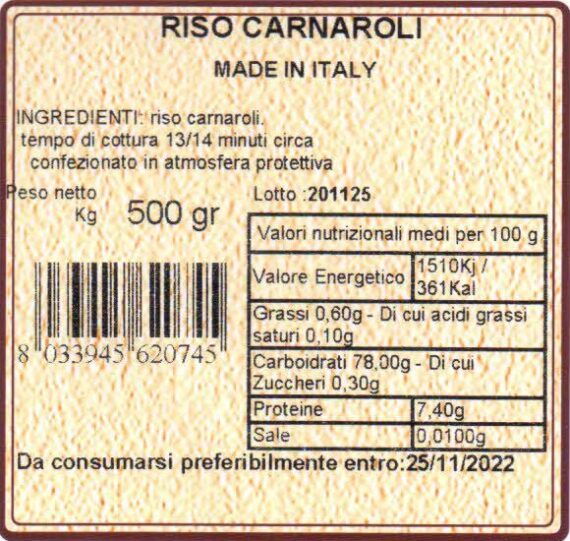 RISO CARNAROLI
MADE IN ITALY
INGREDIENTI: riso carnaroli.
tempo di cottura 13/14 minuti circa
confezionato in atmosfera protettiva
Peso netto
Kg 500 gr
Lotto :201125
Valori nutrizionali medi per 100 g
Valore Energetico 1510Kj /
361Kal
Grassi 0,60g - Di cui acidi grassi
saturi 0,10g
Carboidrati 78,00g - Di cui
Zuccheri 0,30g
Proteine 7,40g
Sale 0,0100g
8 033945 620745
Da consumarsi preferibilmente entro:25/11/2022